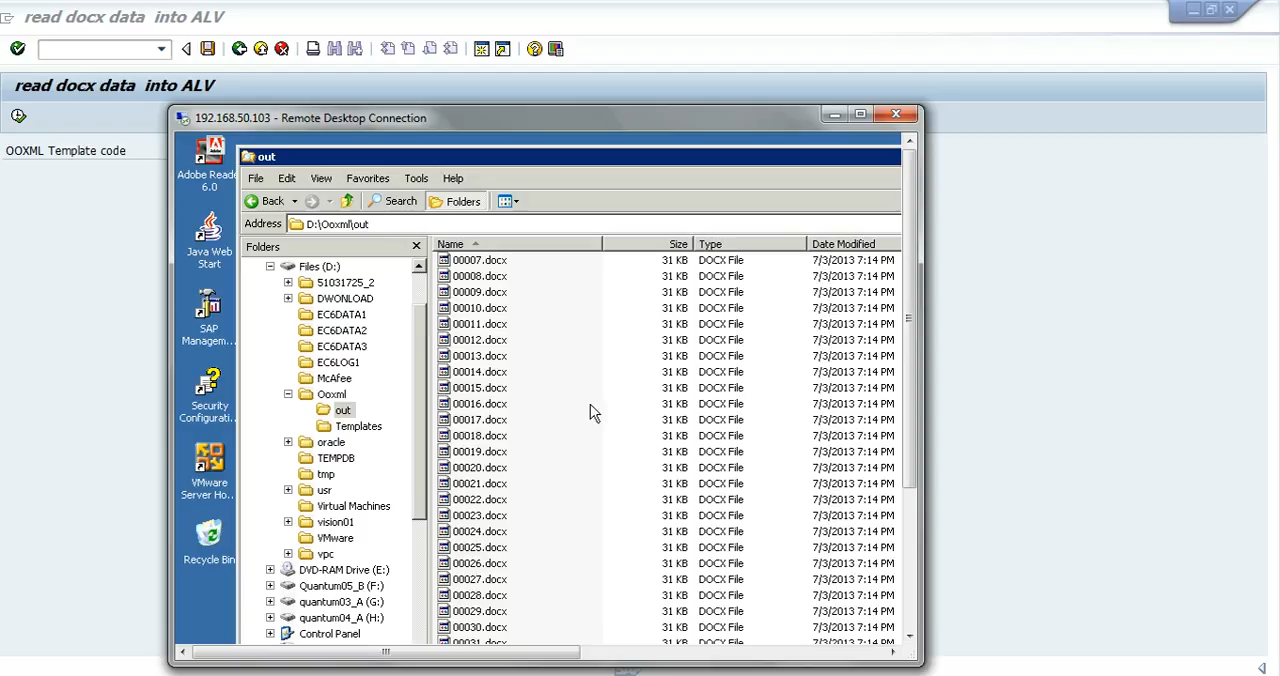 read docx data into ALV
read docx data into ALV
OOXML Template code
192.168.50.103 - Remote Desktop Connection
Adobe Reade
6.0
Java Web
Start
SAP
Managem...
Security
Configurati...
VMware
Server Ho...
Recycle Bin
out
File Edit View Favorites Tools Help
Back Search Folders
Address D:\Ooxml\out
Folders
Files (D:)
51031725_2
DWONLOAD
EC6DATA1
EC6DATA2
EC6DATA3
EC6LOG1
McAfee
Ooxml
out
Templates
oracle
TEMPDB
tmp
usr
Virtual Machines
vision01
VMware
vpc
DVD-RAM Drive (E:)
Quantum05_B (F:)
quantum03_A (G:)
quantum04_A (H:)
Control Panel
Name Size Type Date Modified
00007.docx 31 KB DOCX File 7/3/2013 7:14 PM
00008.docx 31 KB DOCX File 7/3/2013 7:14 PM
00009.docx 31 KB DOCX File 7/3/2013 7:14 PM
00010.docx 31 KB DOCX File 7/3/2013 7:14 PM
00011.docx 31 KB DOCX File 7/3/2013 7:14 PM
00012.docx 31 KB DOCX File 7/3/2013 7:14 PM
00013.docx 31 KB DOCX File 7/3/2013 7:14 PM
00014.docx 31 KB DOCX File 7/3/2013 7:14 PM
00015.docx 31 KB DOCX File 7/3/2013 7:14 PM
00016.docx 31 KB DOCX File 7/3/2013 7:14 PM
00017.docx 31 KB DOCX File 7/3/2013 7:14 PM
00018.docx 31 KB DOCX File 7/3/2013 7:14 PM
00019.docx 31 KB DOCX File 7/3/2013 7:14 PM
00020.docx 31 KB DOCX File 7/3/2013 7:14 PM
00021.docx 31 KB DOCX File 7/3/2013 7:14 PM
00022.docx 31 KB DOCX File 7/3/2013 7:14 PM
00023.docx 31 KB DOCX File 7/3/2013 7:14 PM
00024.docx 31 KB DOCX File 7/3/2013 7:14 PM
00025.docx 31 KB DOCX File 7/3/2013 7:14 PM
00026.docx 31 KB DOCX File 7/3/2013 7:14 PM
00027.docx 31 KB DOCX File 7/3/2013 7:14 PM
00028.docx 31 KB DOCX File 7/3/2013 7:14 PM
00029.docx 31 KB DOCX File 7/3/2013 7:14 PM
00030.docx 31 KB DOCX File 7/3/2013 7:14 PM
00031.docx 31 KB DOCX File 7/3/2013 7:14 PM